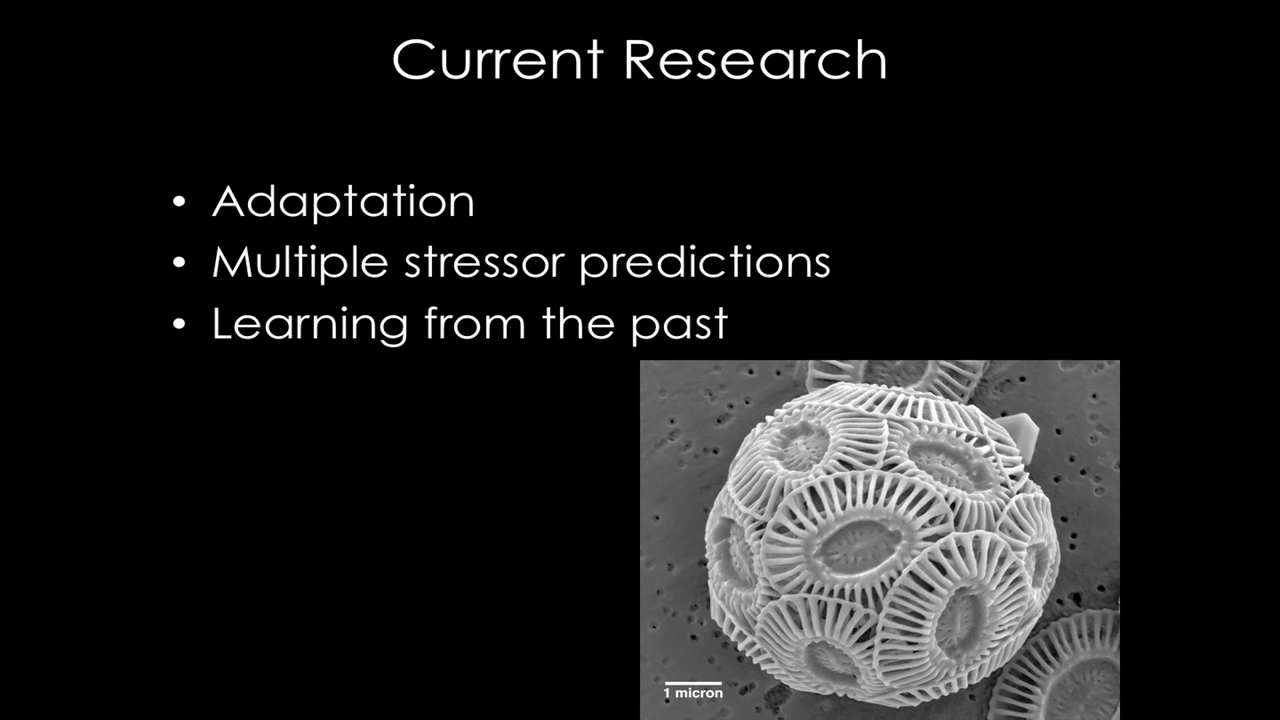 Current Research
• Adaptation
• Multiple stressor predictions
• Learning from the past
1 micron